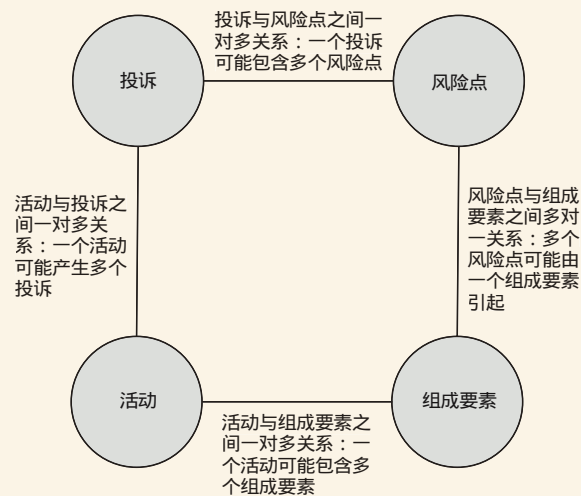 投诉与风险点之间一
对多关系：一个投诉
可能包含多个风险点
投诉
风险点
活动与投诉之
间一对多关
系：一个活动
可能产生多个
投诉
风险点与组成
要素之间多对
一关系：多个
风险点可能由
一个组成要素
引起
活动
组成要素
活动与组成要素之
间一对多关系：一
个活动可能包含多
个组成要素